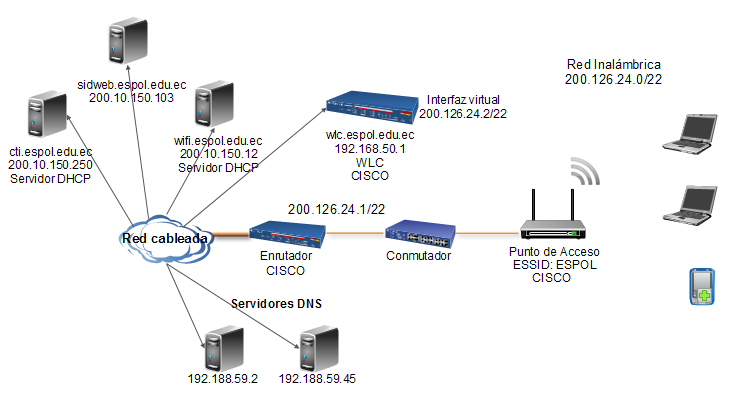 sidweb.espol.edu.ec
200.10.150.103
cti.espol.edu.ec
200.10.150.250
Servidor DHCP
wifi.espol.edu.ec
200.10.150.12
Servidor DHCP
Interfaz virtual
200.126.24.2/22
wlc.espol.edu.ec
192.168.50.1
WLC
CISCO
Red Inalámbrica
200.126.24.0/22
Red cableada
200.126.24.1/22
Enrutador
CISCO
Conmutador
Punto de Acceso
ESSID: ESPOL
CISCO
Servidores DNS
192.188.59.2
192.188.59.45